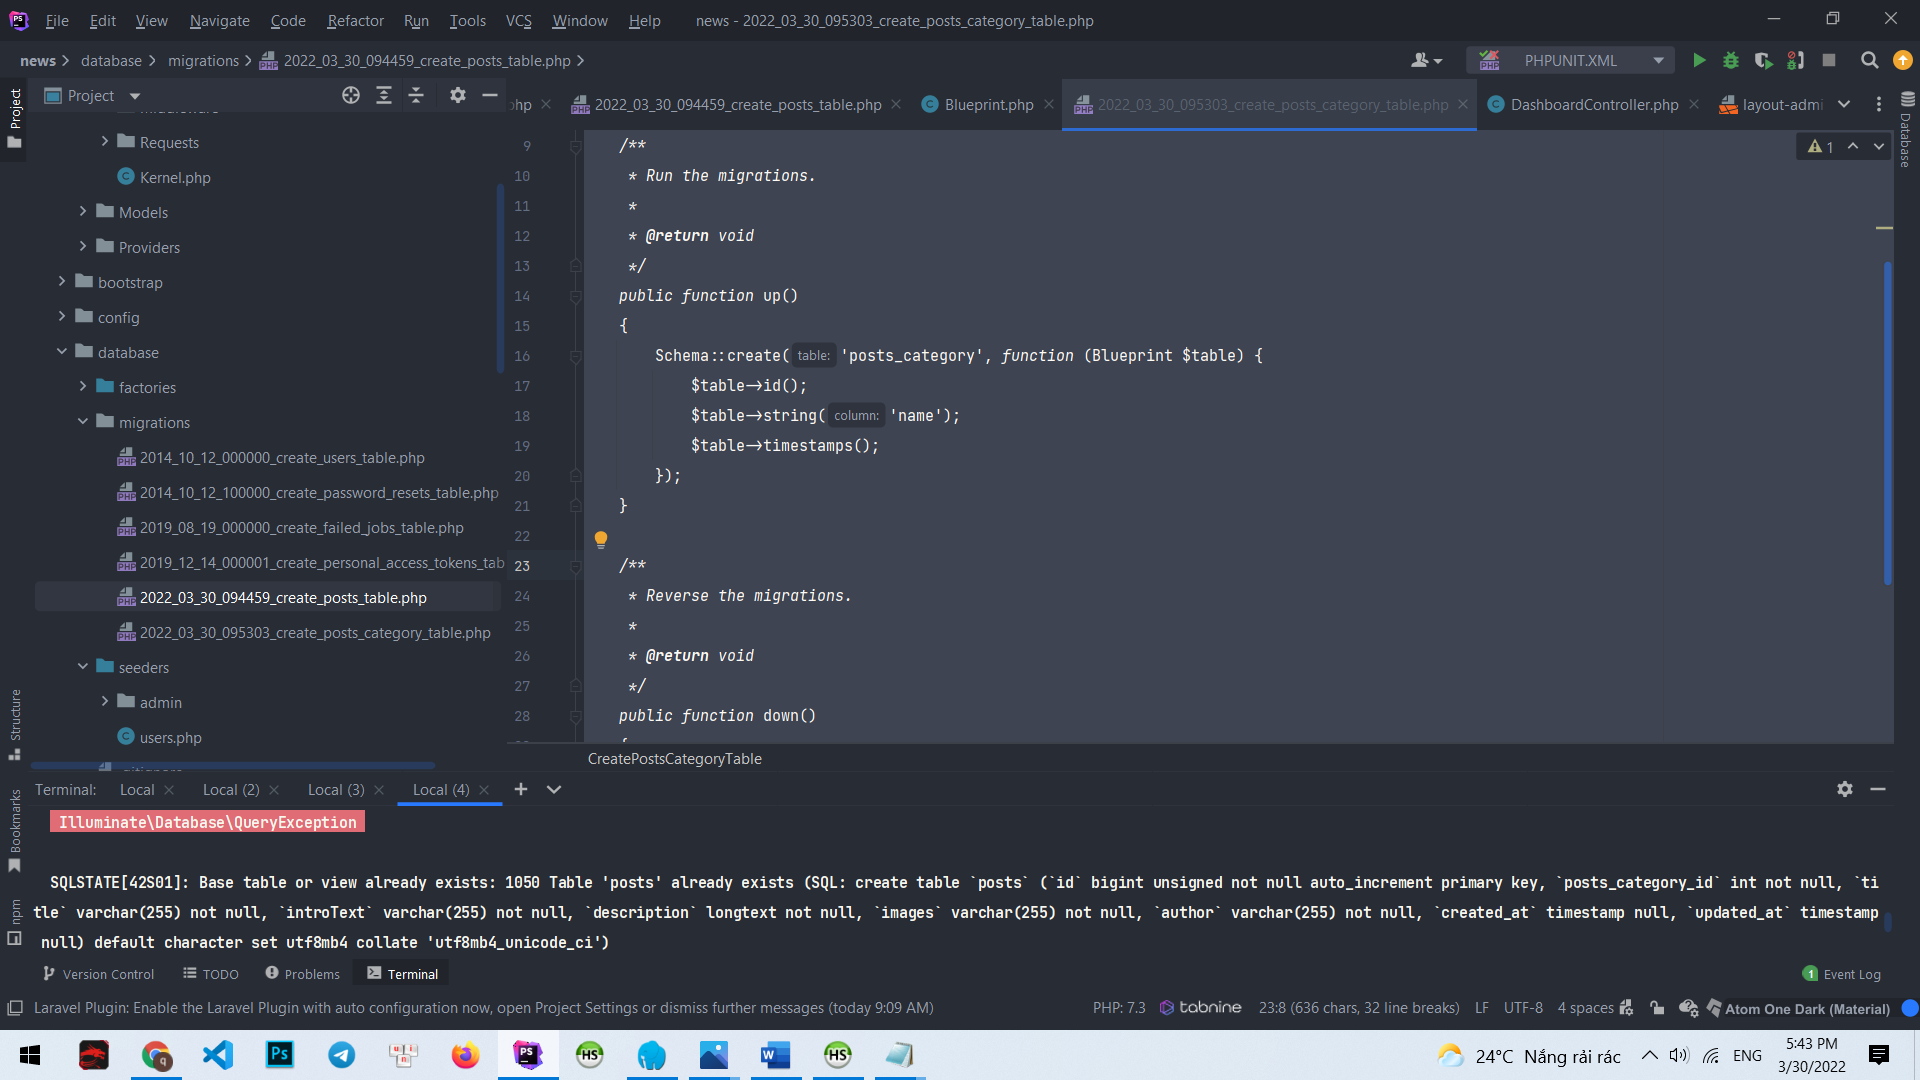 File Edit View Navigate Code Refactor Run Tools VCS Window Help news - 2022_03_30_095303_create_posts_category_table.php
news database migrations 2022_03_30_094459_create_posts_table.php PHPUNIT.XML
Project
hp 2022_03_30_094459_create_posts_table.php Blueprint.php 2022_03_30_095303_create_posts_category_table.php DashboardController.php layout-admi
Project
Database
Requests
Kernel.php
Models
Providers
bootstrap
config
database
factories
migrations
2014_10_12_000000_create_users_table.php
2014_10_12_100000_create_password_resets_table.php
2019_08_19_000000_create_failed_jobs_table.php
2019_12_14_000001_create_personal_access_tokens_tab
2022_03_30_094459_create_posts_table.php
2022_03_30_095303_create_posts_category_table.php
seeders
admin
users.php
1
9 /**
10 * Run the migrations.
11 *
12 * @return void
13 */
14 public function up()
15 {
16 Schema::create( table: 'posts_category', function (Blueprint $table) {
17 $table->id();
18 $table->string( column: 'name');
19 $table->timestamps();
20 });
21 }
22
23 /**
24 * Reverse the migrations.
25 *
26 * @return void
27 */
28 public function down()
CreatePostsCategoryTable
Structure
Bookmarks
npm
Terminal: Local Local (2) Local (3) Local (4)
Illuminate\Database\QueryException
SQLSTATE[42S01]: Base table or view already exists: 1050 Table 'posts' already exists (SQL: create table `posts` (`id` bigint unsigned not null auto_increment primary key, `posts_category_id` int not null, `ti
tle` varchar(255) not null, `introText` varchar(255) not null, `description` longtext not null, `images` varchar(255) not null, `author` varchar(255) not null, `created_at` timestamp null, `updated_at` timestamp
null) default character set utf8mb4 collate 'utf8mb4_unicode_ci')
Version Control TODO Problems Terminal 1 Event Log
Laravel Plugin: Enable the Laravel Plugin with auto configuration now, open Project Settings or dismiss further messages (today 9:09 AM) PHP: 7.3 tabnine 23:8 (636 chars, 32 line breaks) LF UTF-8 4 spaces Atom One Dark (Material)
24°C Nắng rải rác ENG 5:43 PM
3/30/2022